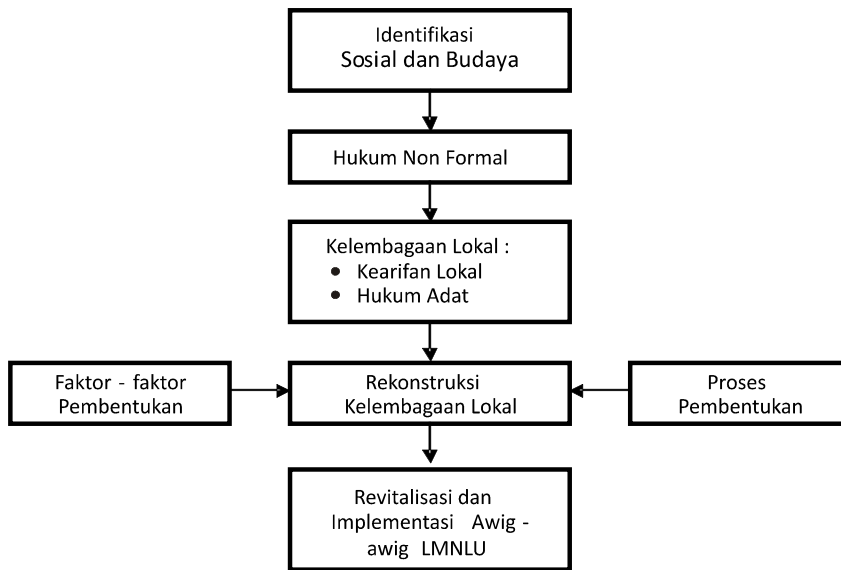 Identifikasi
Sosial dan Budaya
Hukum Non Formal
Kelembagaan Lokal :
• Kearifan Lokal
• Hukum Adat
Faktor - faktor
Pembentukan
Rekonstruksi
Kelembagaan Lokal
Proses
Pembentukan
Revitalisasi dan
Implementasi Awig -
awig LMNLU